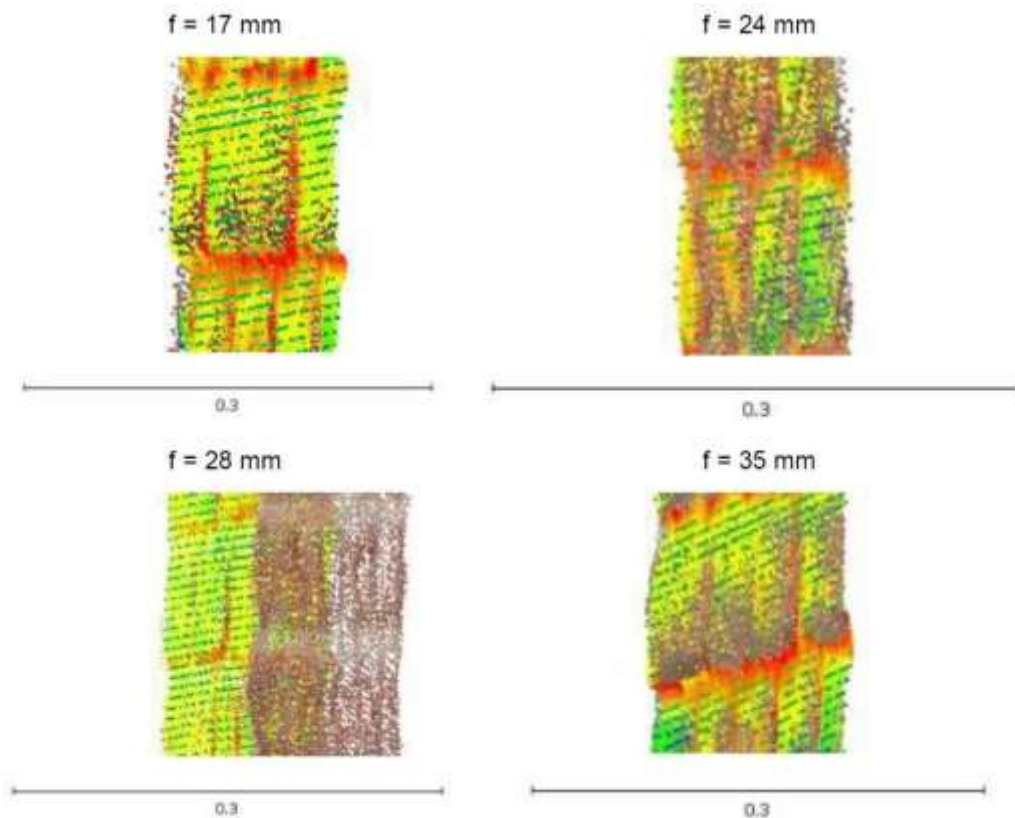 f = 17 mm
f = 24 mm
0.3
0.3
f = 28 mm
f = 35 mm
0.3
0.3